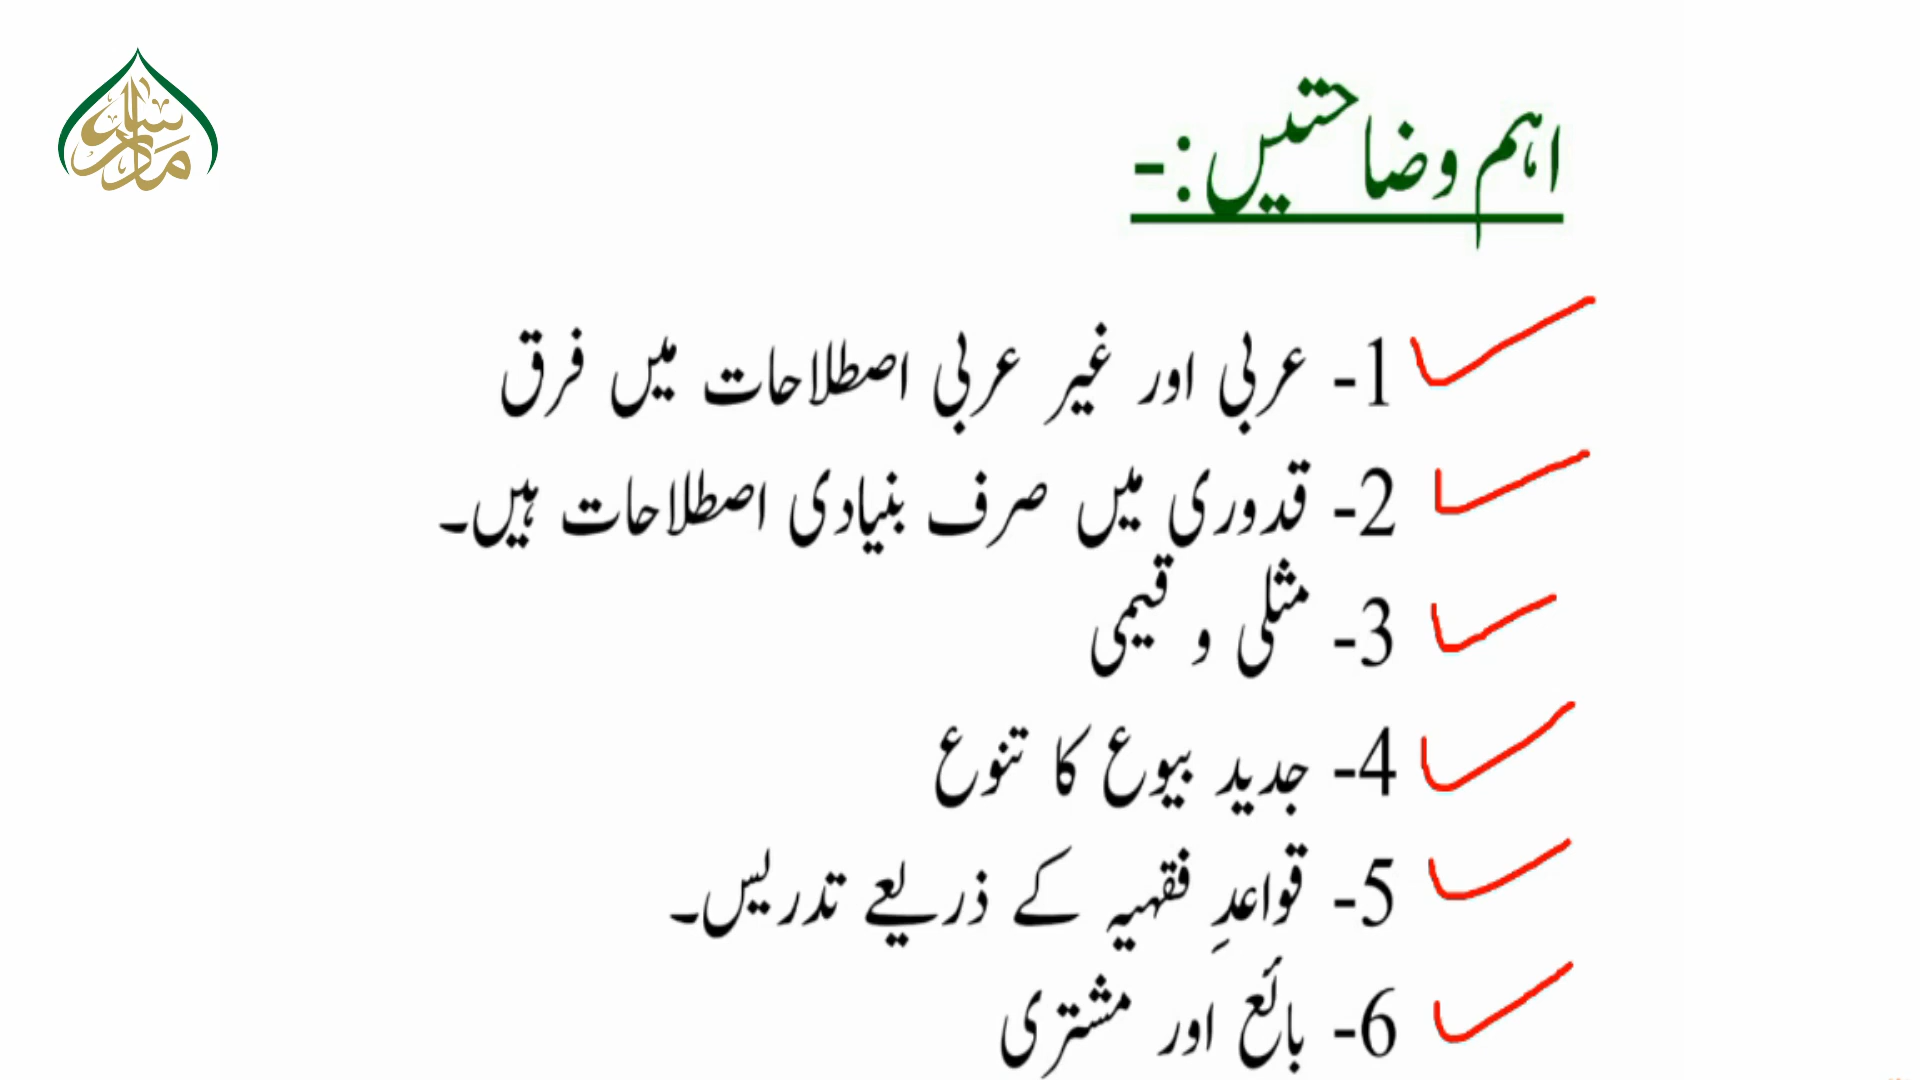 اہم وضاحتیں:-
1- عربی اور غیر عربی اصطلاحات میں فرق
2- قدوری میں صرف بنیادی اصطلاحات ہیں۔
3- مثلی و قیمی
4- جدید بیوع کا تنوع
5- قواعدِ فقہیہ کے ذریعے تدریس۔
6- بائع اور مشتری